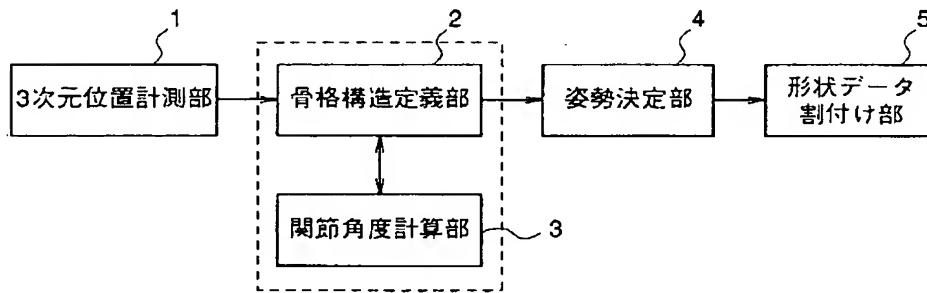 1
2
4
5
3次元位置計測部
骨格構造定義部
姿勢決定部
形状データ
割付け部
関節角度計算部
3